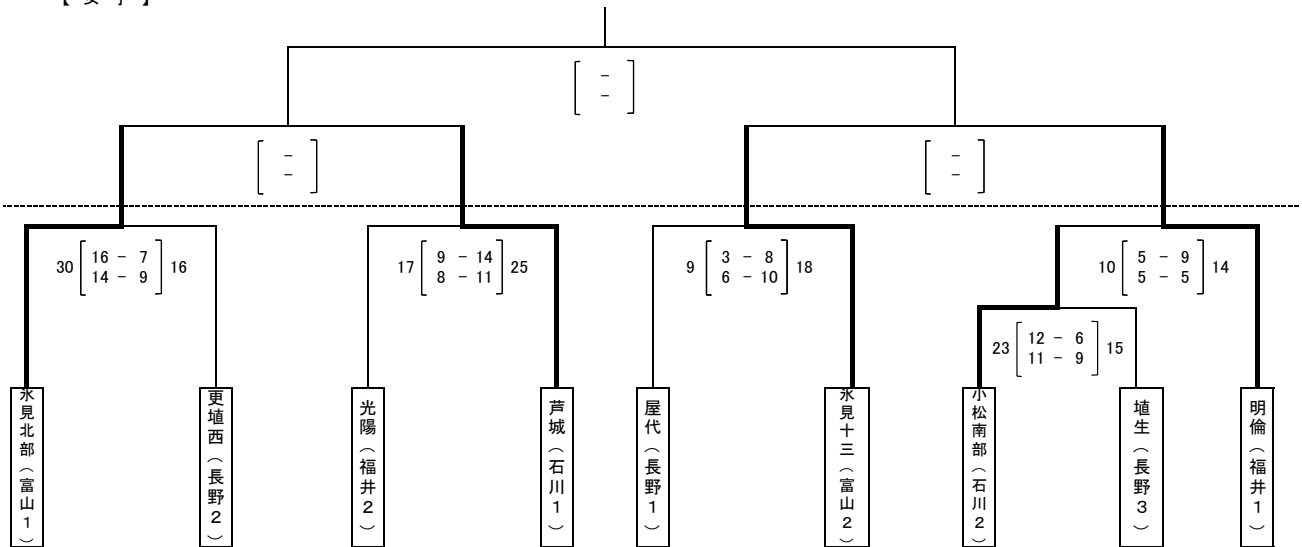 【 女 子 】
－
－
－
－
－
－
30 16 － 7 16
14 － 9
17 9 － 14 25
8 － 11
9 3 － 8 18
6 － 10
10 5 － 9 14
5 － 5
23 12 － 6 15
11 － 9
氷見北部（富山１）
更埴西（長野２）
光陽（福井２）
芦城（石川１）
屋代（長野１）
氷見十三（富山２）
小松南部（石川２）
埴生（長野３）
明倫（福井１）